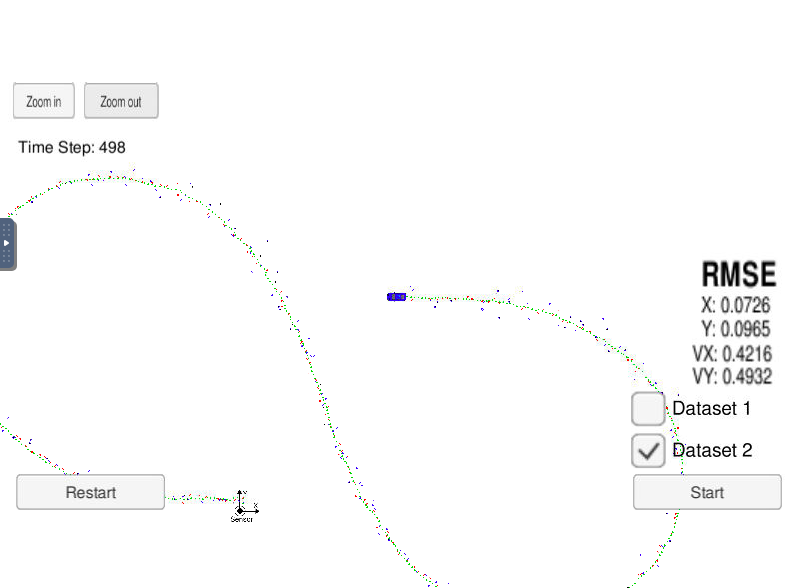 Zoom in
Zoom out
Time Step: 498
RMSE
X: 0.0726
Y: 0.0965
VX: 0.4216
VY: 0.4932
Dataset 1
Dataset 2
Restart
Start
Y
X
Sensor